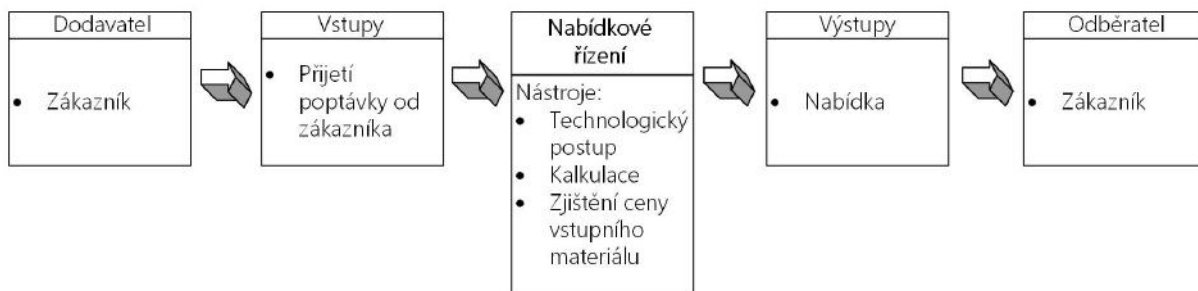 Dodavatel
• Zákazník
Vstupy
• Přijetí
poptávky od
zákazníka
Nabídkové
řízení
Nástroje:
• Technologický
postup
• Kalkulace
• Zjištění ceny
vstupního
materiálu
Výstupy
• Nabídka
Odběratel
• Zákazník